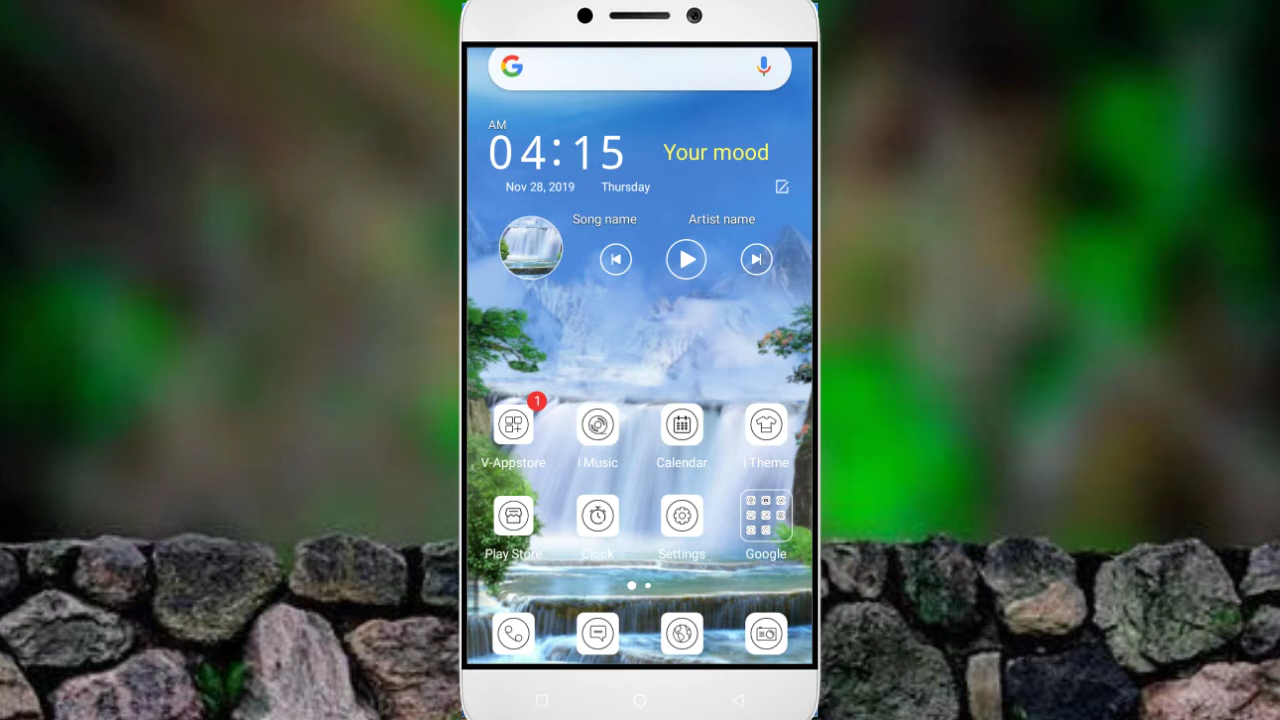 G
AM
04:15
Your mood
Nov 28, 2019 Thursday
Song name Artist name
1
V-Appstore i Music Calendar i Theme
Play Store Clock Settings Google